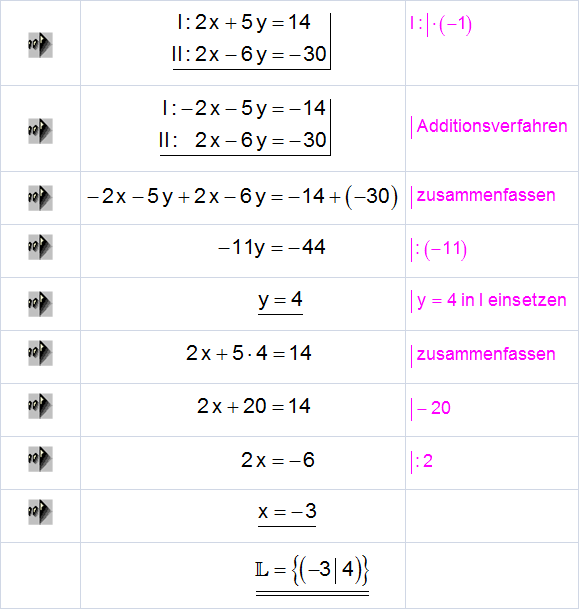 I: 2x + 5y = 14 I: | · (−1)
II: 2x − 6y = −30
I: −2x − 5y = −14
II: 2x − 6y = −30 | Additionsverfahren
−2x − 5y + 2x − 6y = −14 + (−30) | zusammenfassen
−11y = −44 | : (−11)
y = 4 | y = 4 in I einsetzen
2x + 5 · 4 = 14 | zusammenfassen
2x + 20 = 14 | − 20
2x = −6 | : 2
x = −3
𝕃 = {(−3 | 4)}